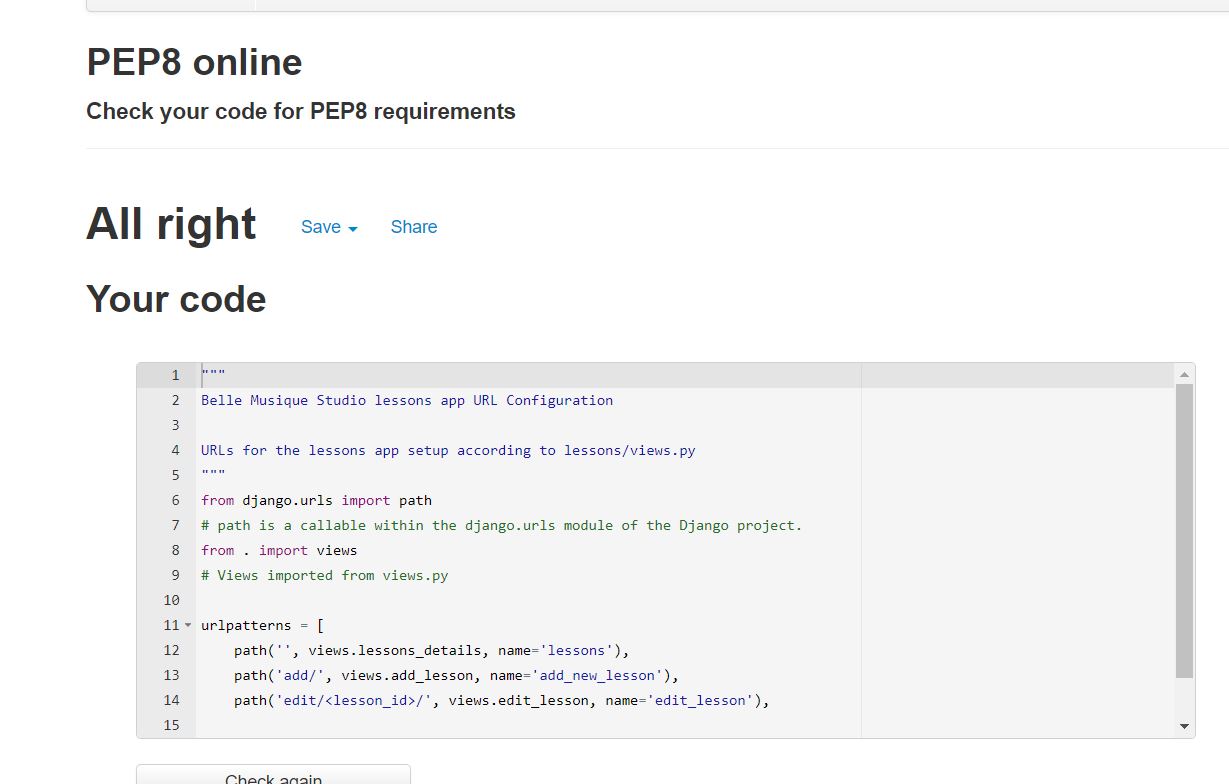 PEP8 online
Check your code for PEP8 requirements
All right Save Share
Your code
1 """
2 Belle Musique Studio lessons app URL Configuration
3
4 URLs for the lessons app setup according to lessons/views.py
5 """
6 from django.urls import path
7 # path is a callable within the django.urls module of the Django project.
8 from . import views
9 # Views imported from views.py
10
11 urlpatterns = [
12     path('', views.lessons_details, name='lessons'),
13     path('add/', views.add_lesson, name='add_new_lesson'),
14     path('edit/<lesson_id>/', views.edit_lesson, name='edit_lesson'),
15
Check again